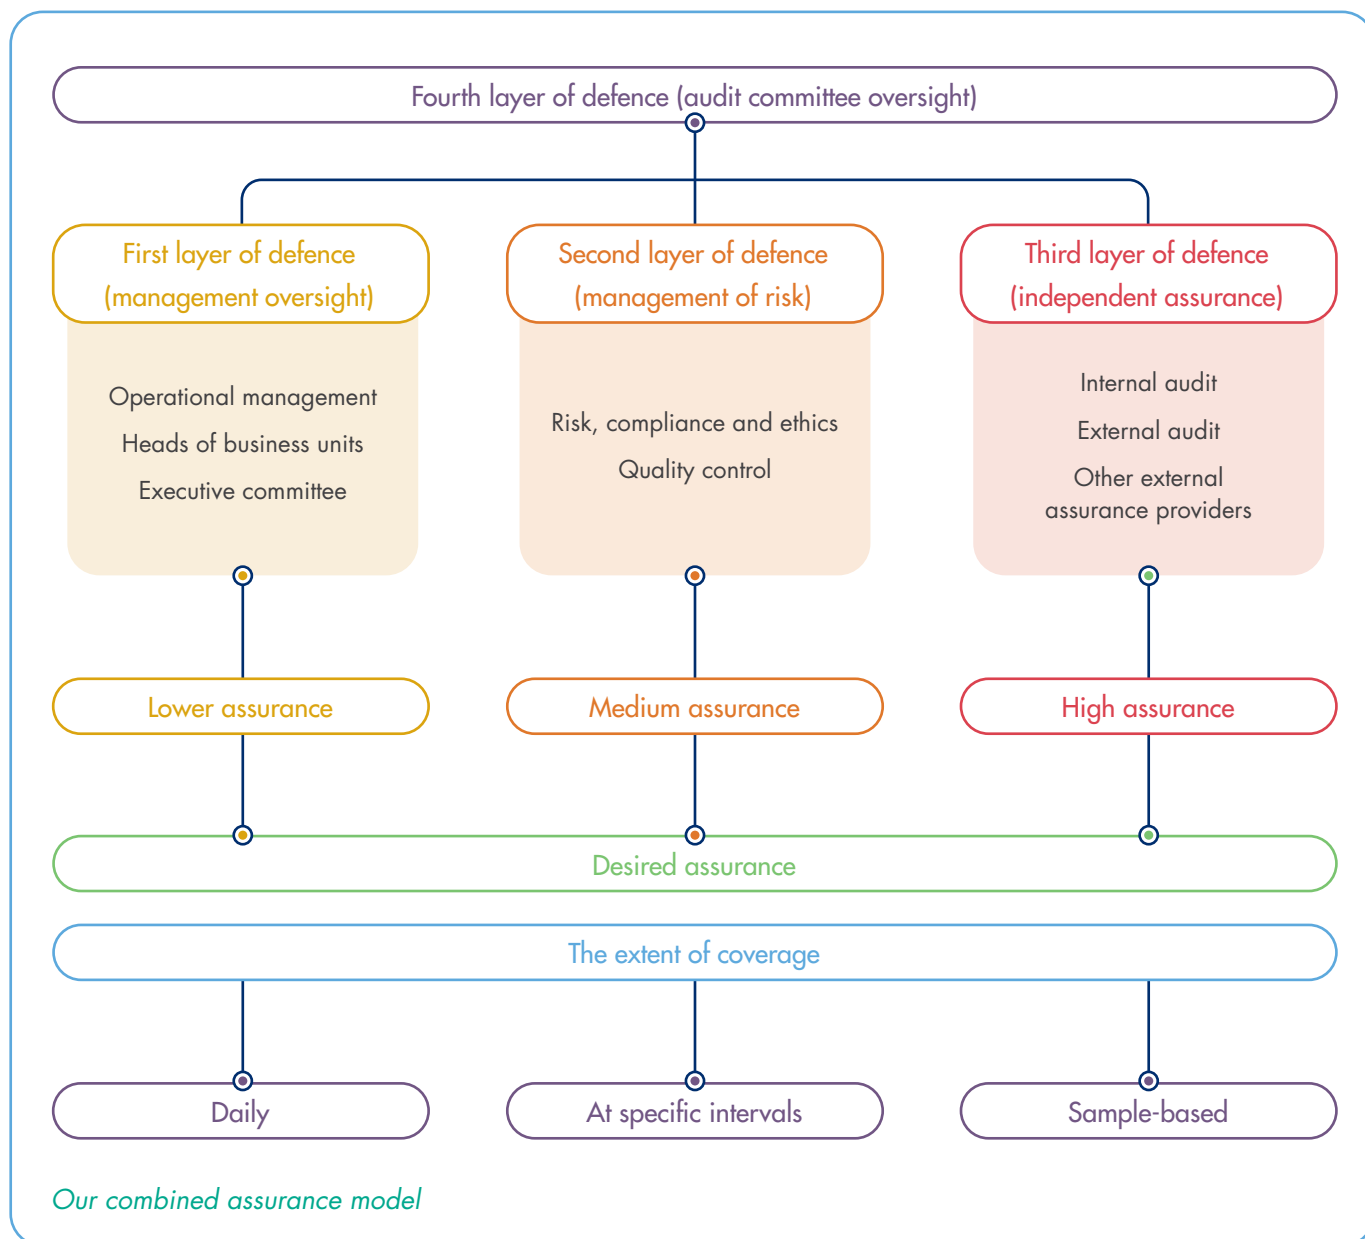 Fourth layer of defence (audit committee oversight)
First layer of defence
(management oversight)
Second layer of defence
(management of risk)
Third layer of defence
(independent assurance)
Operational management
Heads of business units
Executive committee
Risk, compliance and ethics
Quality control
Internal audit
External audit
Other external
assurance providers
Lower assurance
Medium assurance
High assurance
Desired assurance
The extent of coverage
Daily
At specific intervals
Sample-based
Our combined assurance model